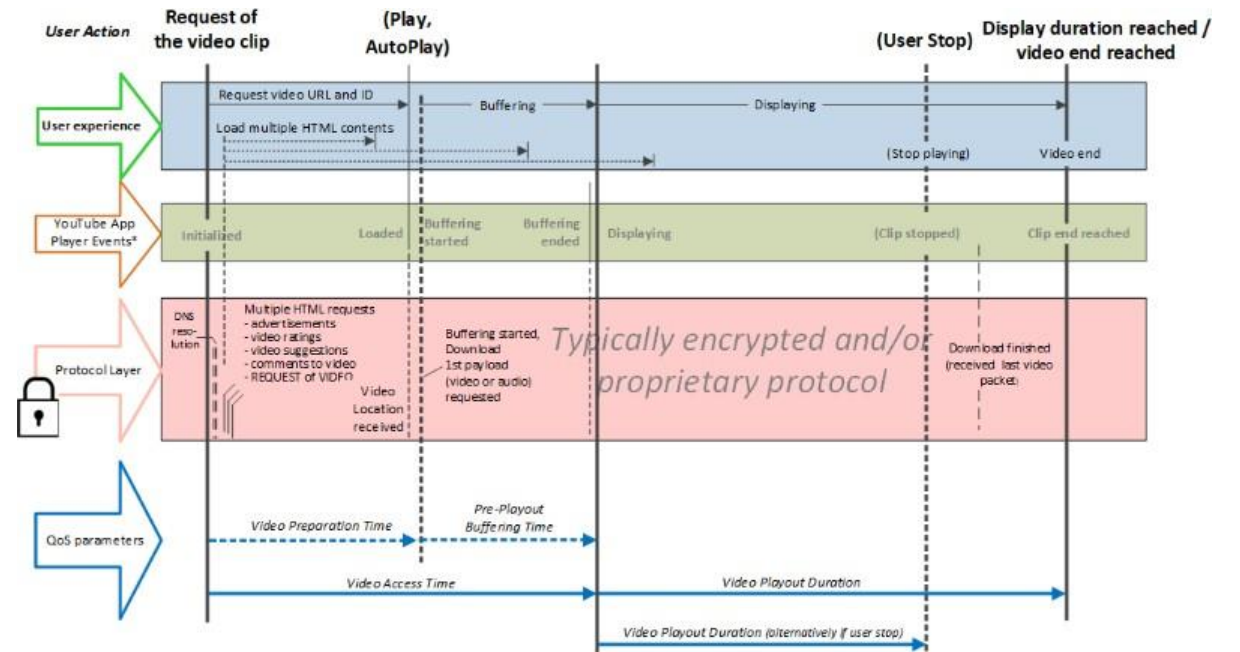 User Action
Request of
the video clip
(Play,
AutoPlay)
(User Stop)
Display duration reached /
video end reached
User experience
Request video URL and ID
Buffering
Displaying
Load multiple HTML contents
(Stop playing)
Video end
YouTube App
Player Events*
Initialized
Loaded
Buffering
started
Buffering
ended
Displaying
(Clip stopped)
Clip end reached
Protocol Layer
DNS
reso-
lution
Multiple HTML requests
- advertisements
- video ratings
- video suggestions
- comments to video
- REQUEST of VIDEO
Video
Location
received
Buffering started,
Download
1st payload
(video or audio)
requested
Typically encrypted and/or
proprietary protocol
Download finished
(received last video
packet)
QoS parameters
Video Preparation Time
Pre-Playout
Buffering Time
Video Access Time
Video Playout Duration
Video Playout Duration (alternatively if user stop)